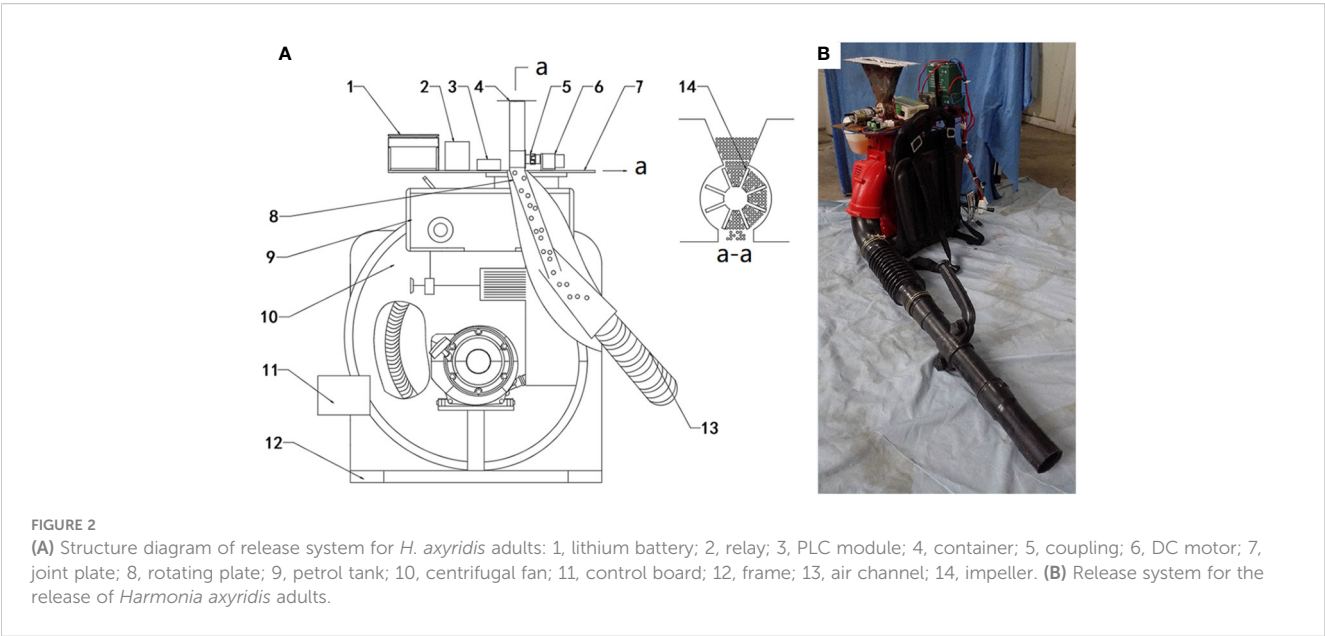 A
a
1
2
3
4
5
6
7
14
B
a
8
9
a-a
10
11
13
12
FIGURE 2
(A) Structure diagram of release system for H. axyridis adults: 1, lithium battery; 2, relay; 3, PLC module; 4, container; 5, coupling; 6, DC motor; 7,
joint plate; 8, rotating plate; 9, petrol tank; 10, centrifugal fan; 11, control board; 12, frame; 13, air channel; 14, impeller. (B) Release system for the
release of Harmonia axyridis adults.